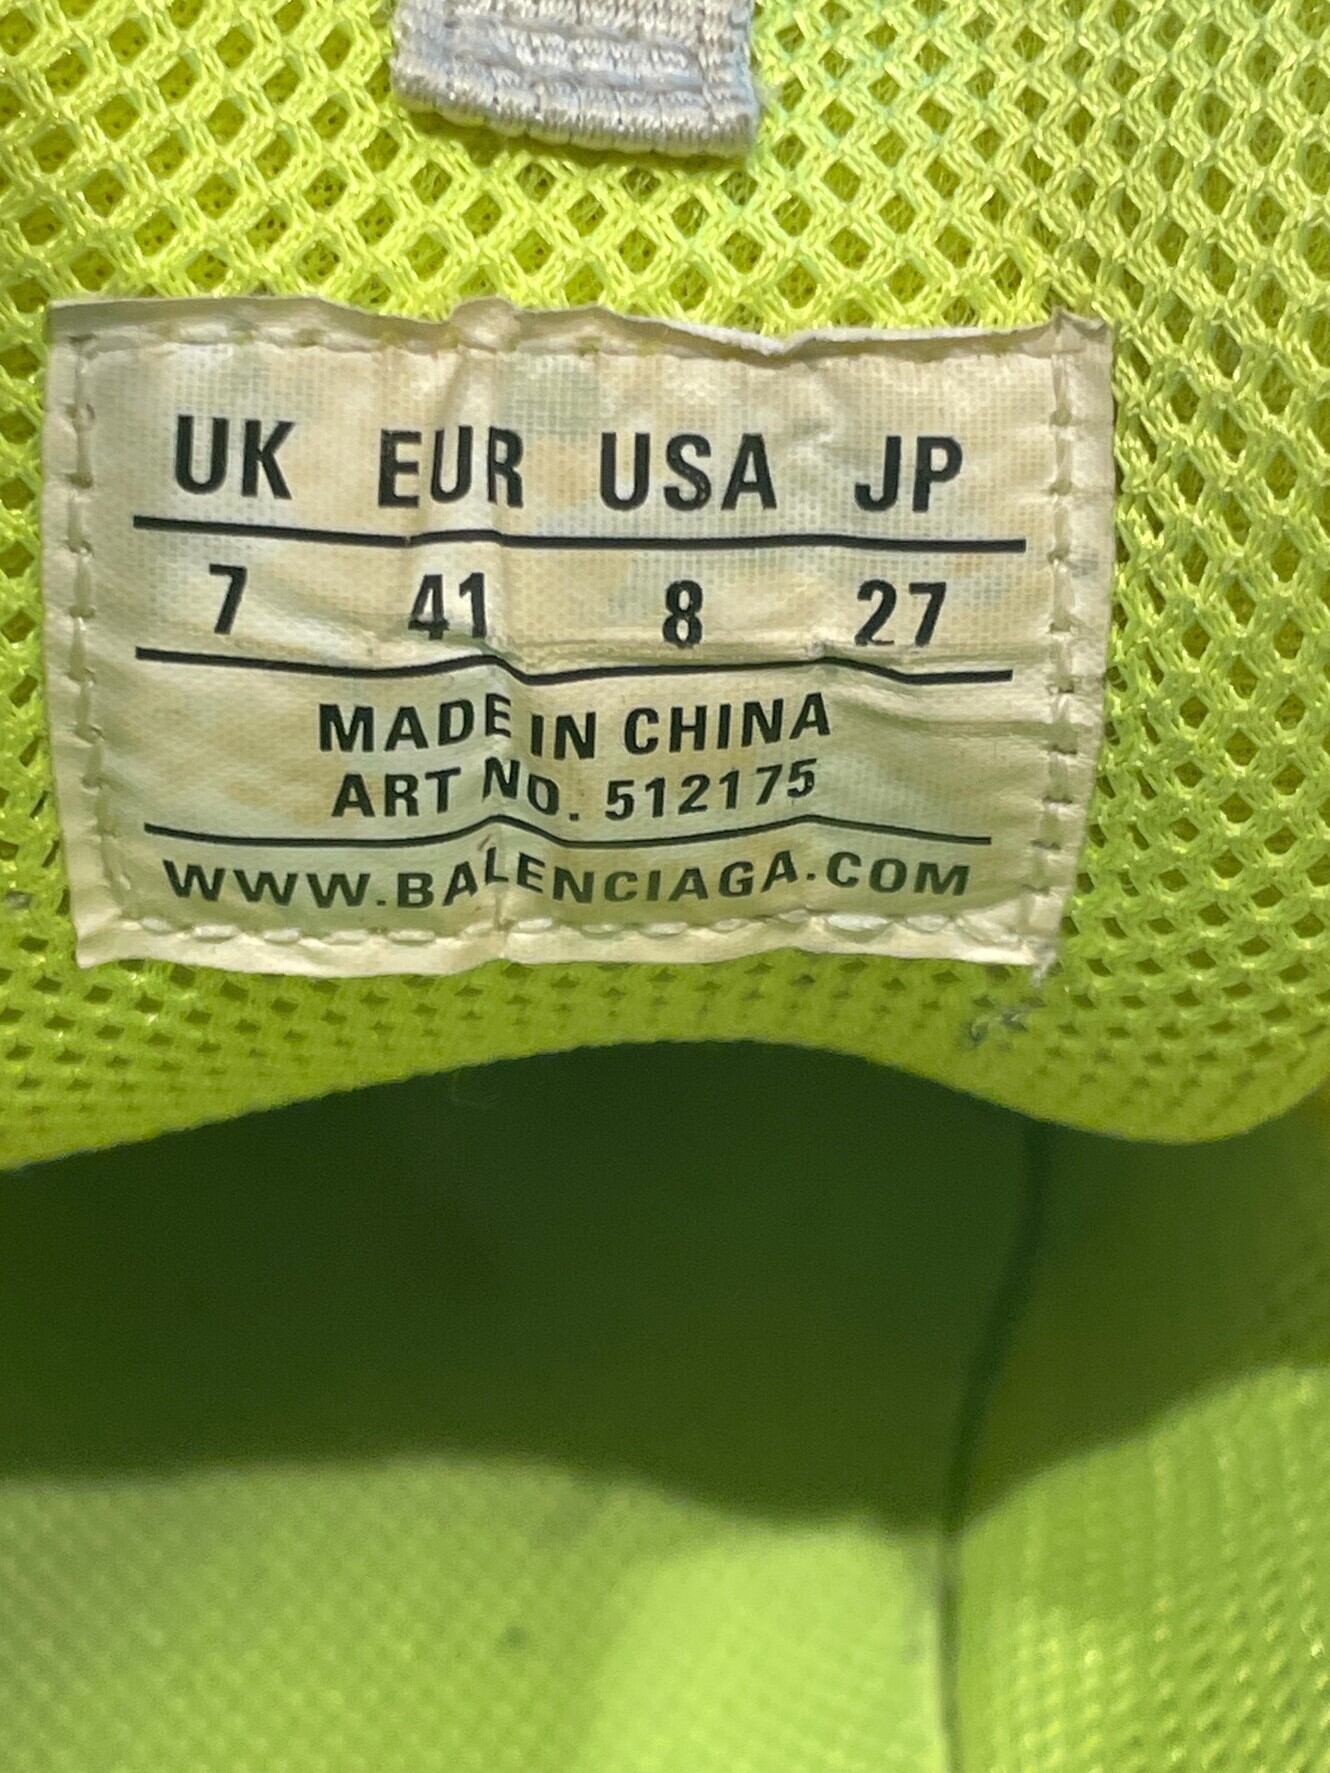 UK EUR USA JP
7 41 8 27
MADE IN CHINA
ART NO. 512175
WWW.BALENCIAGA.COM